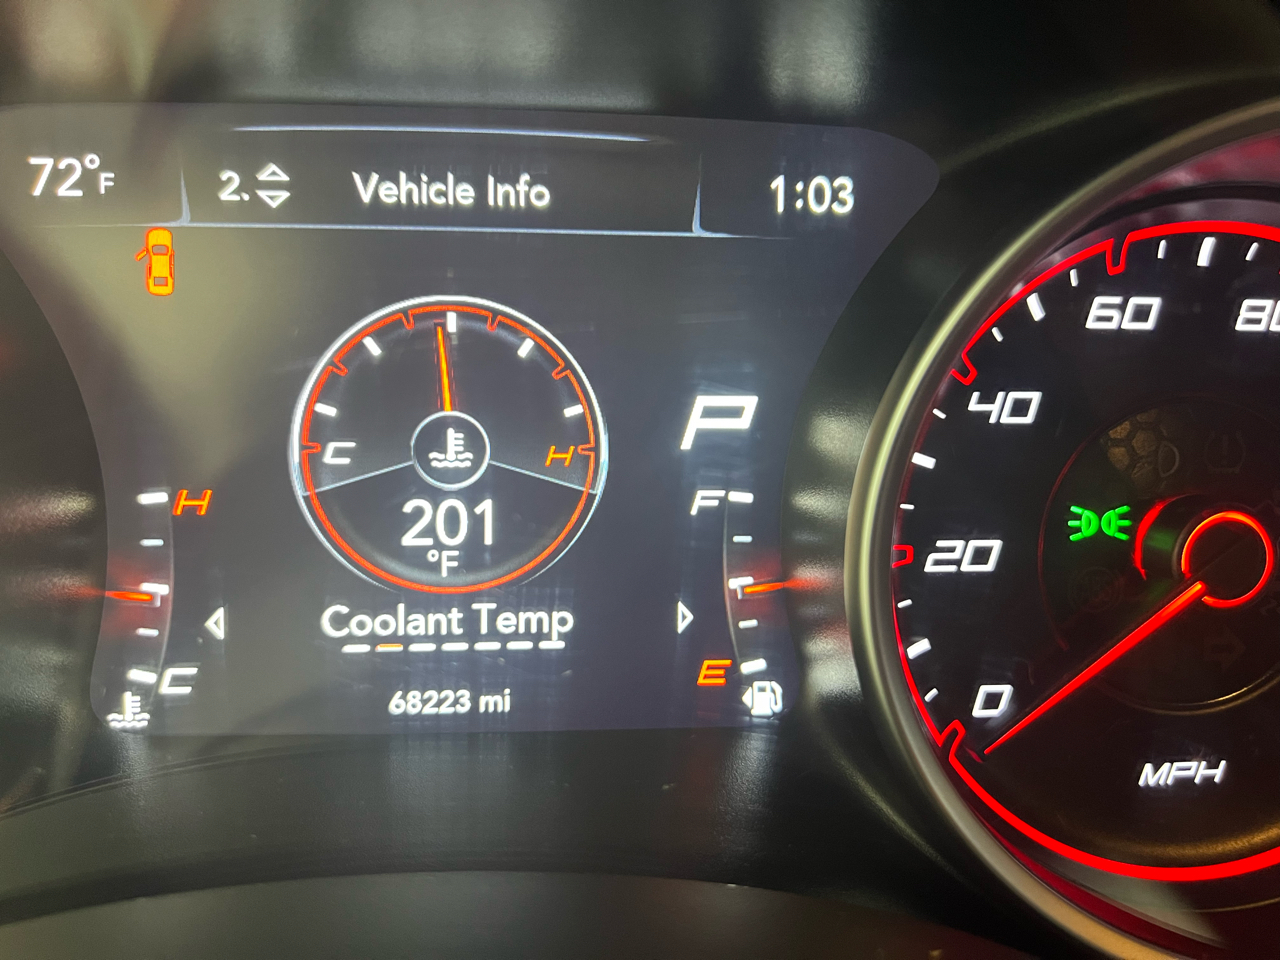 72°F
2.
Vehicle Info
1:03
C
H
201
°F
Coolant Temp
68223 mi
H
C
P
F
E
0
20
40
60
MPH